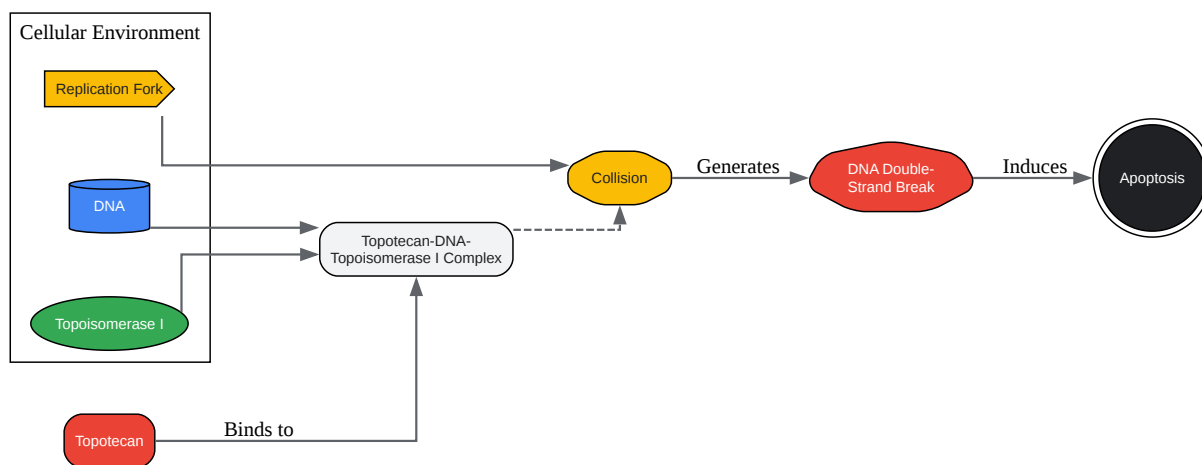 Cellular Environment
Replication Fork
DNA
Topoisomerase I
Topotecan
Binds to
Topotecan-DNA-
Topoisomerase I Complex
Collision
Generates
DNA Double-
Strand Break
Induces
Apoptosis